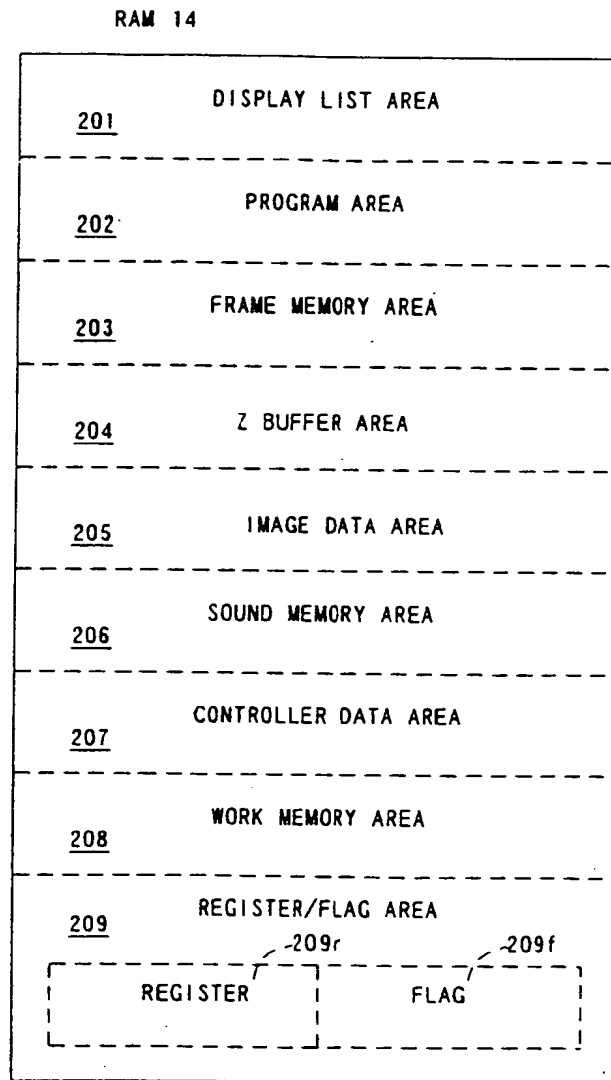 RAM 14
DISPLAY LIST AREA
201
PROGRAM AREA
202
FRAME MEMORY AREA
203
Z BUFFER AREA
204
IMAGE DATA AREA
205
SOUND MEMORY AREA
206
CONTROLLER DATA AREA
207
WORK MEMORY AREA
208
REGISTER/FLAG AREA
209
209r 209f
REGISTER FLAG